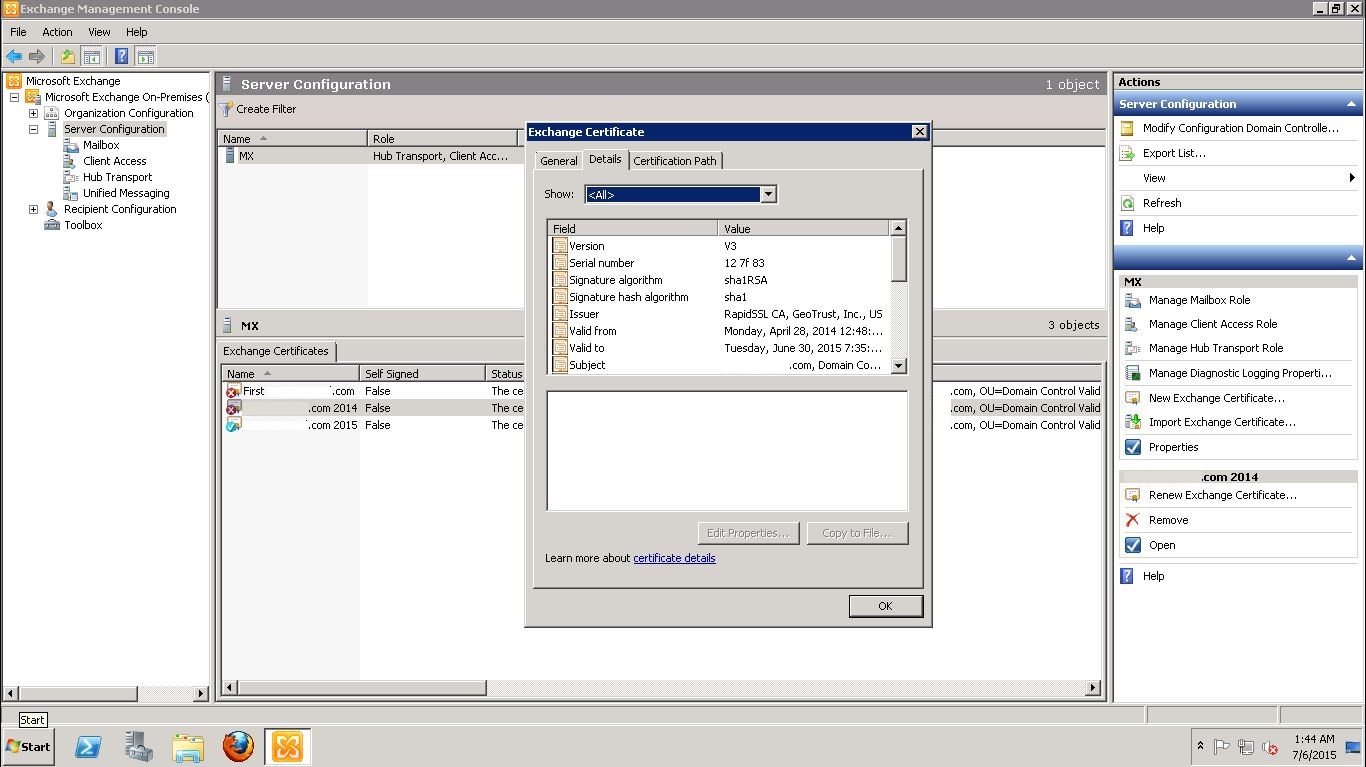 Exchange Management Console
File Action View Help
Microsoft Exchange
Microsoft Exchange On-Premises (
Organization Configuration
Server Configuration
Mailbox
Client Access
Hub Transport
Unified Messaging
Recipient Configuration
Toolbox
Server Configuration 1 object
Create Filter
Name Role
MX Hub Transport, Client Acc...
MX 3 objects
Exchange Certificates
Name Self Signed Status
First .com False The ce .com, OU=Domain Control Valid
.com 2014 False The ce .com, OU=Domain Control Valid
.com 2015 False The ce .com, OU=Domain Control Valid
Exchange Certificate
General Details Certification Path
Show: <All>
Field Value
Version V3
Serial number 12 7f 83
Signature algorithm sha1RSA
Signature hash algorithm sha1
Issuer RapidSSL CA, GeoTrust, Inc., US
Valid from Monday, April 28, 2014 12:48:...
Valid to Tuesday, June 30, 2015 7:35:...
Subject .com, Domain Co...
Edit Properties... Copy to File...
Learn more about certificate details
OK
Actions
Server Configuration
Modify Configuration Domain Controlle...
Export List...
View
Refresh
Help
MX
Manage Mailbox Role
Manage Client Access Role
Manage Hub Transport Role
Manage Diagnostic Logging Properti...
New Exchange Certificate...
Import Exchange Certificate...
Properties
.com 2014
Renew Exchange Certificate...
Remove
Open
Help
Start
Start
1:44 AM
7/6/2015